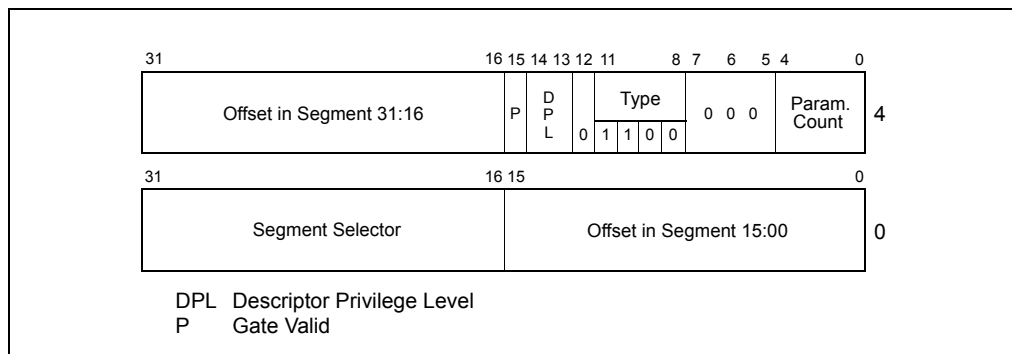 31 16 15 14 13 12 11 8 7 6 5 4 0
Offset in Segment 31:16 P D P L 0 Type 1 1 0 0 0 0 0 Param. Count 4
31 16 15 0
Segment Selector Offset in Segment 15:00 0
DPL Descriptor Privilege Level
P Gate Valid